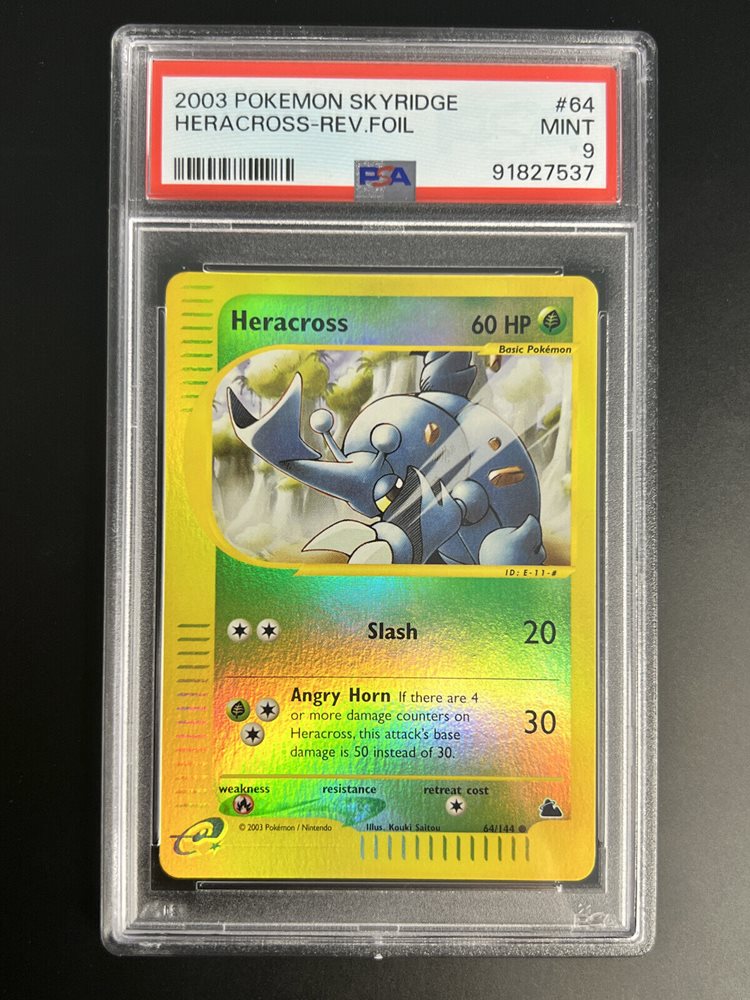 2003 POKEMON SKYRIDGE #64
HERACROSS-REV.FOIL MINT
9
PSA 91827537
Heracross 60 HP
Basic Pokémon
ID: E-11-#
Slash 20
Angry Horn If there are 4
or more damage counters on
Heracross, this attack's base
damage is 50 instead of 30.
30
weakness resistance retreat cost
© 2003 Pokémon / Nintendo Illus. Kouki Saitou 64/144
e